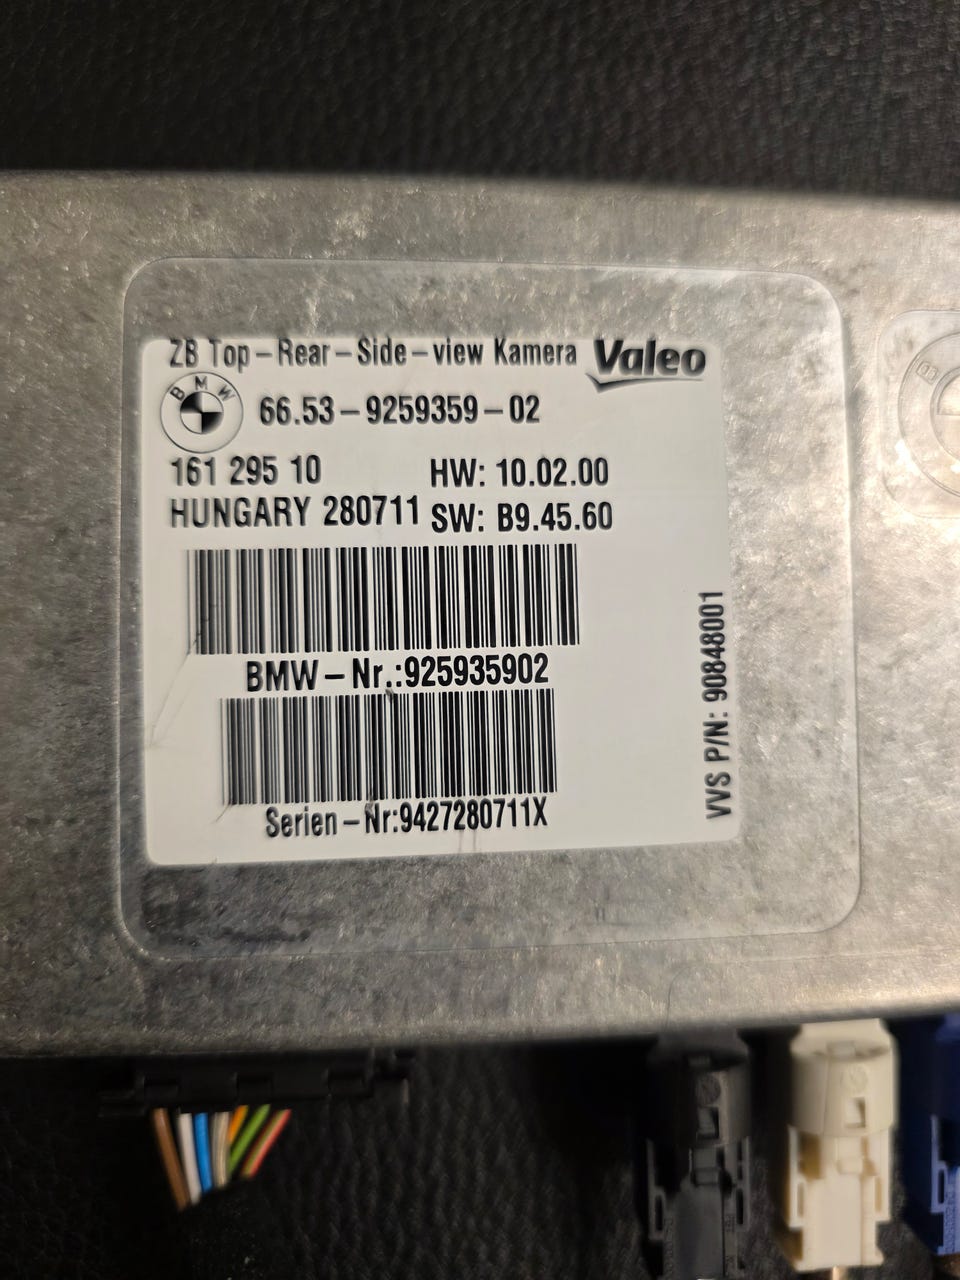 ZB Top-Rear-Side-view Kamera Valeo
BMW 66.53-9259359-02
161 295 10 HW: 10.02.00
HUNGARY 280711 SW: B9.45.60
BMW-Nr.:925935902
Serien-Nr:9427280711X
VVS P/N: 90848001